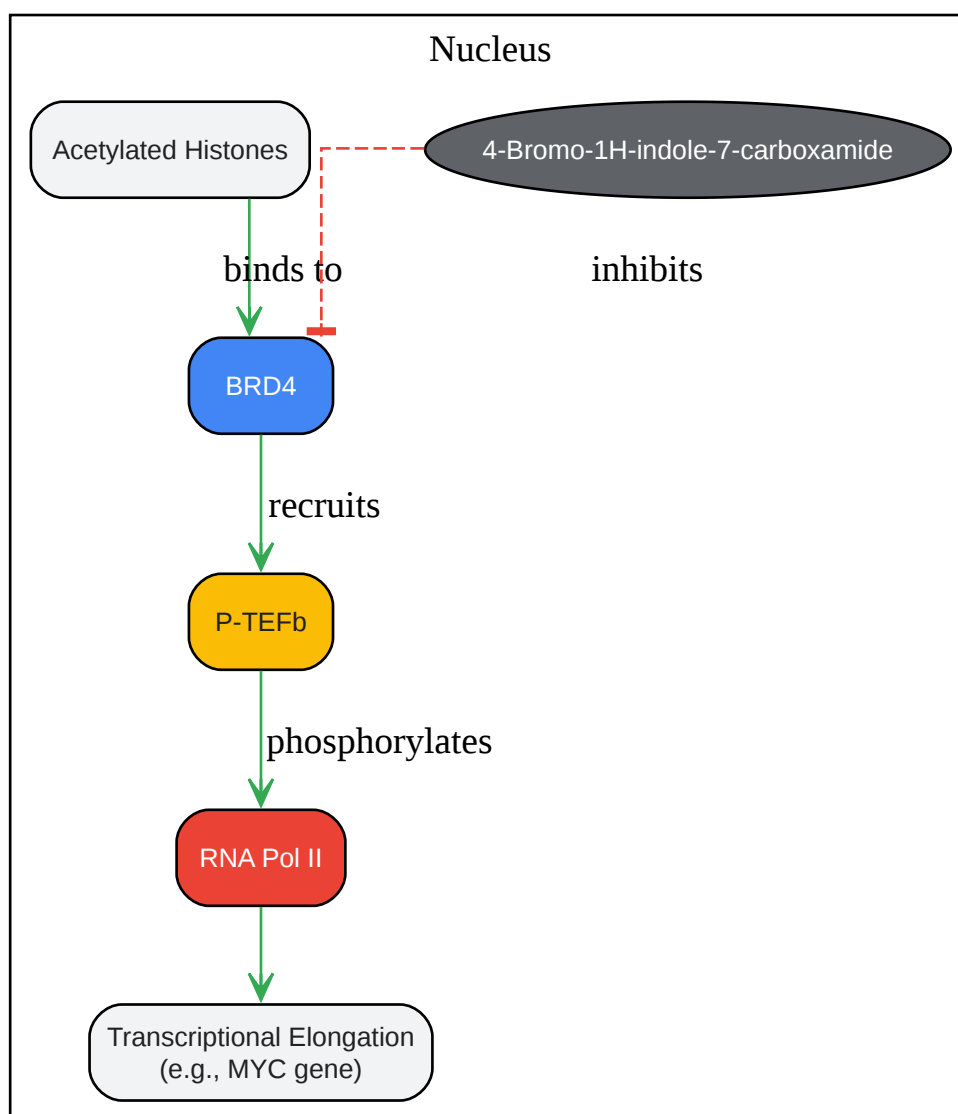 Nucleus
Acetylated Histones
4-Bromo-1H-indole-7-carboxamide
binds to
inhibits
BRD4
recruits
P-TEFb
phosphorylates
RNA Pol II
Transcriptional Elongation
(e.g., MYC gene)